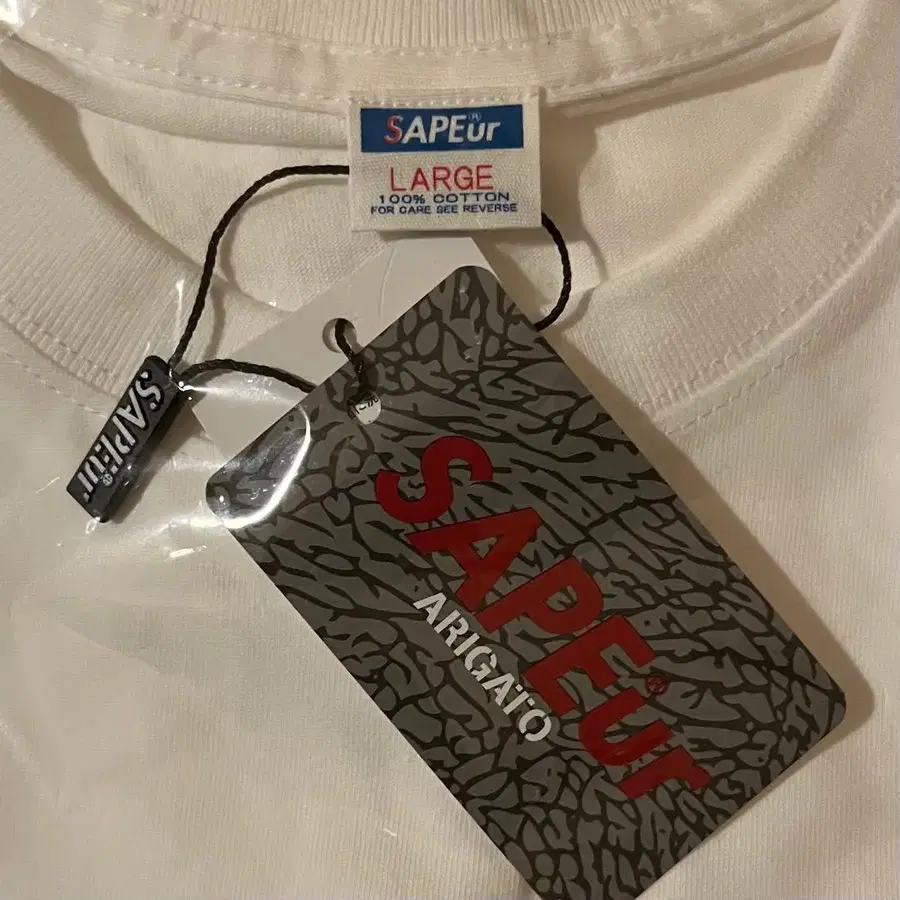 SAPEur®
LARGE
100% COTTON
FOR CARE SEE REVERSE
SAPEur®
SAPEur®
ARIGATO